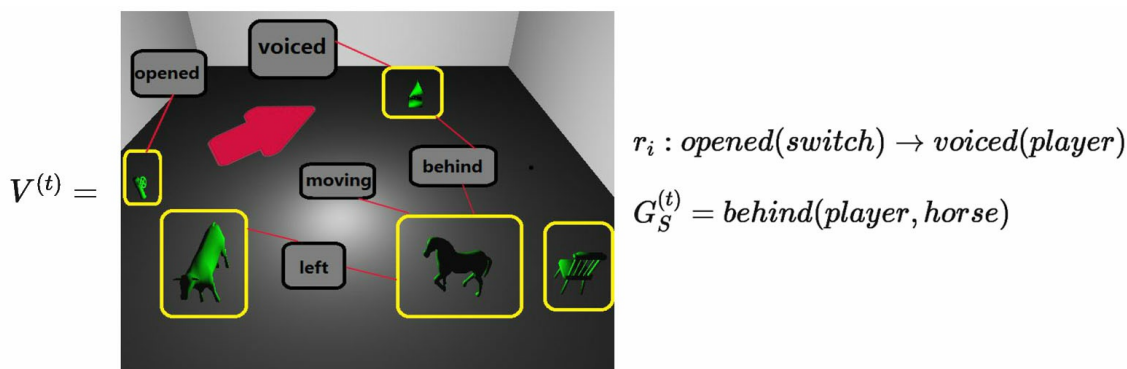 voiced
opened
behind
moving
left
V^{(t)} =
r_i : opened(switch) → voiced(player)
G_S^{(t)} = behind(player, horse)